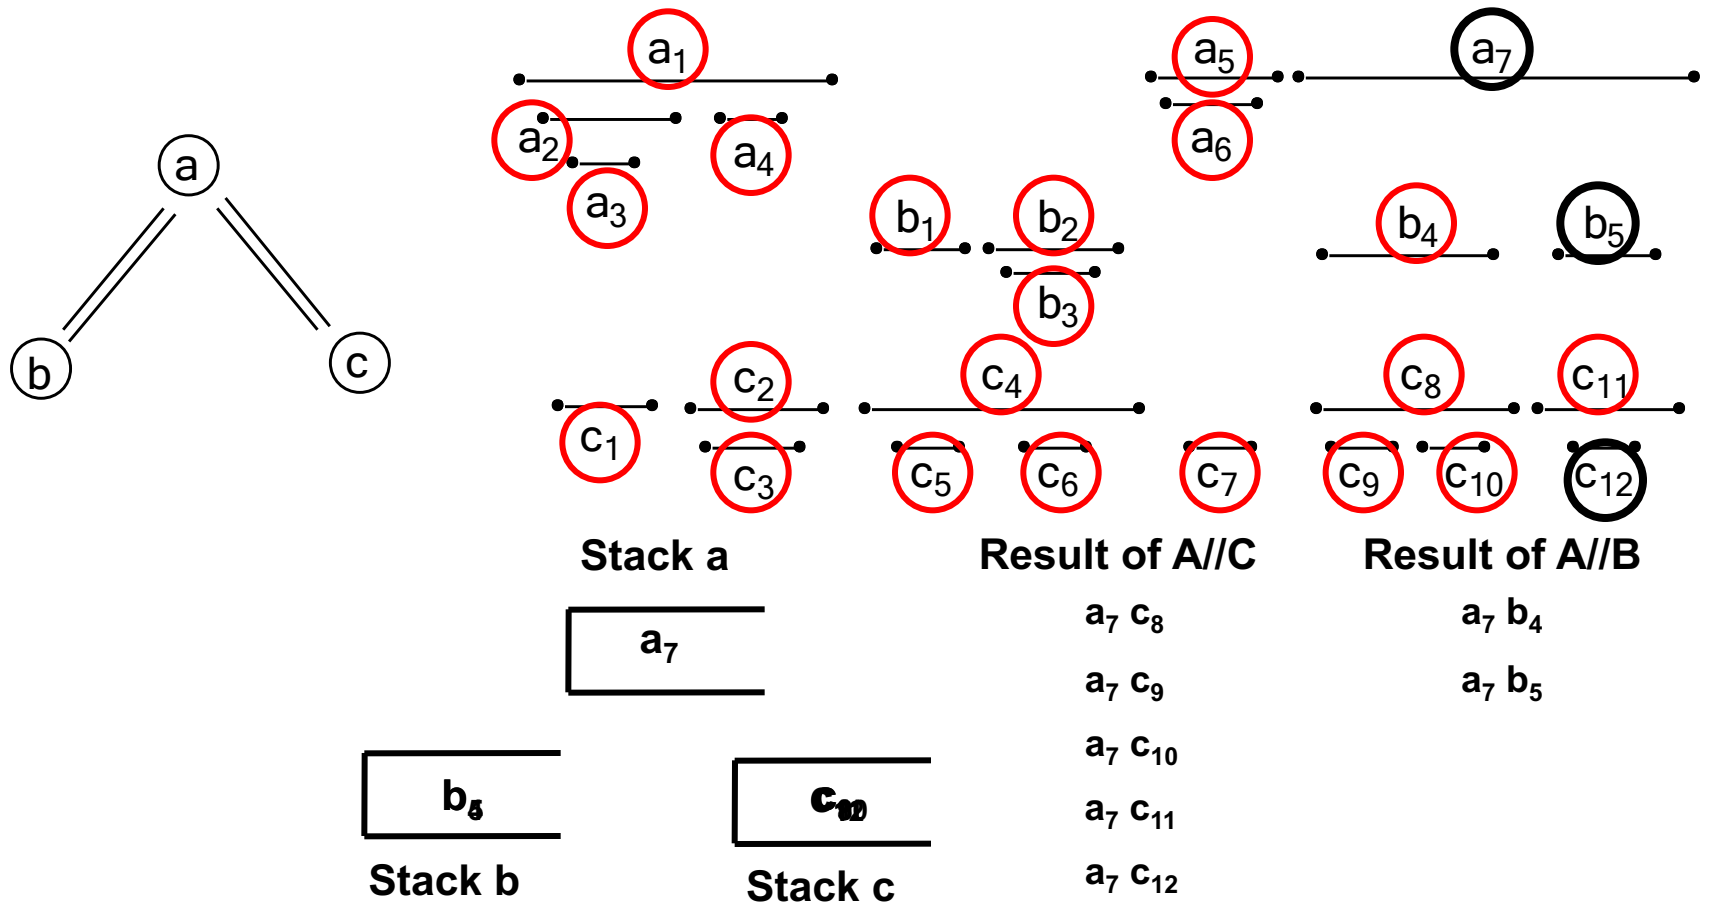 a1
a5
a7
a2
a4
a6
a
a3
b1
b2
b4
b5
b3
b
c
c2
c4
c8
c11
c1
c3
c5
c6
c7
c9
c10
c12
Stack a
Result of A//C
Result of A//B
a7
a7 c8
a7 b4
a7 c9
a7 b5
a7 c10
a7 c11
a7 c12
Stack b
Stack c